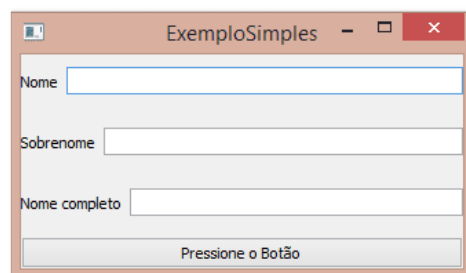 ExemploSimples
Nome
Sobrenome
Nome completo
Pressione o Botão